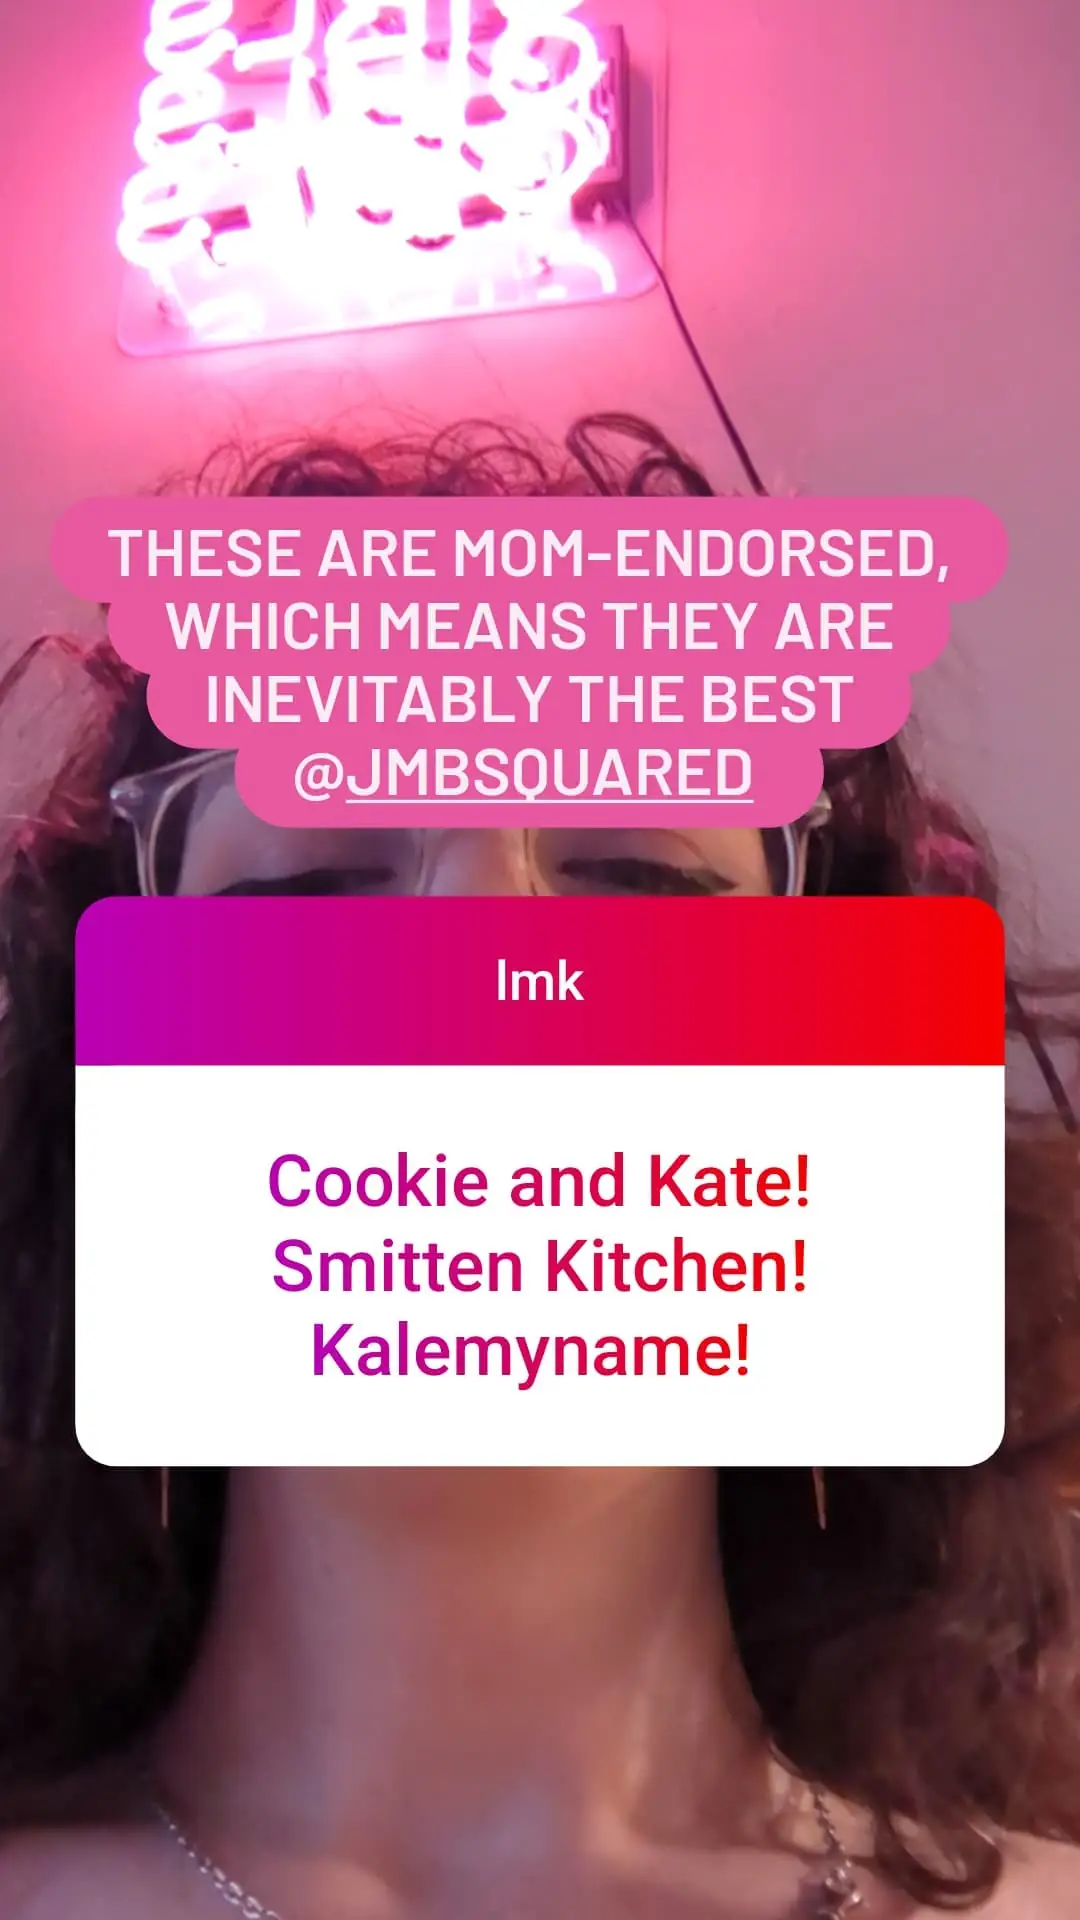 THESE ARE MOM-ENDORSED,
WHICH MEANS THEY ARE
INEVITABLY THE BEST
@JMBSQUARED
lmk
Cookie and Kate!
Smitten Kitchen!
Kalemyname!